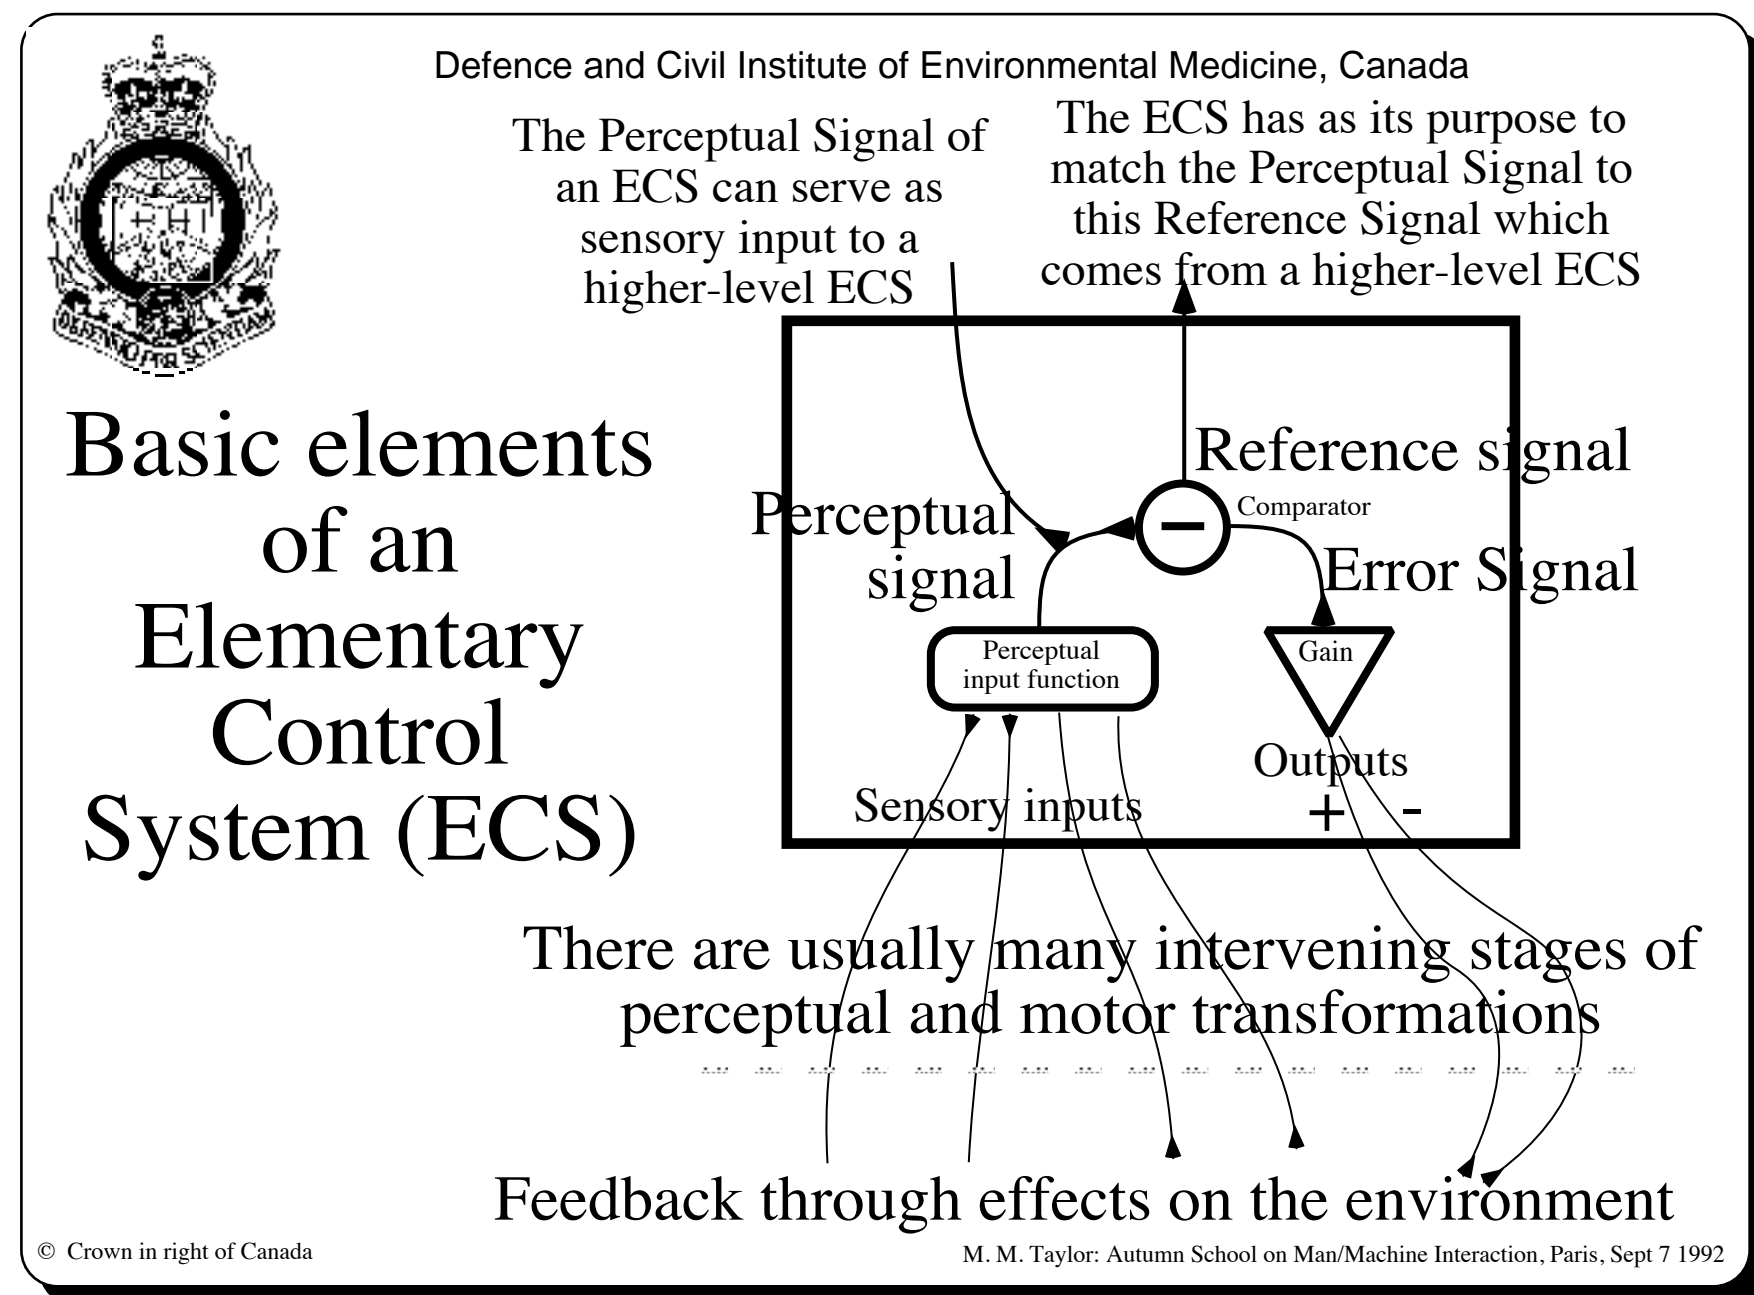 Defence and Civil Institute of Environmental Medicine, Canada
The Perceptual Signal of
an ECS can serve as
sensory input to a
higher-level ECS
The ECS has as its purpose to
match the Perceptual Signal to
this Reference Signal which
comes from a higher-level ECS
Basic elements
of an
Elementary
Control
System (ECS)
Reference signal
Comparator
Perceptual
signal
Error Signal
Perceptual
input function
Gain
Outputs
+ -
Sensory inputs
There are usually many intervening stages of
perceptual and motor transformations
Feedback through effects on the environment
© Crown in right of Canada
M. M. Taylor: Autumn School on Man/Machine Interaction, Paris, Sept 7 1992